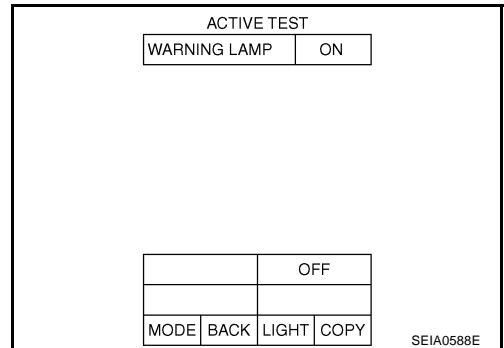 ACTIVE TEST
WARNING LAMP ON
OFF
MODE BACK LIGHT COPY
SEIA0588E